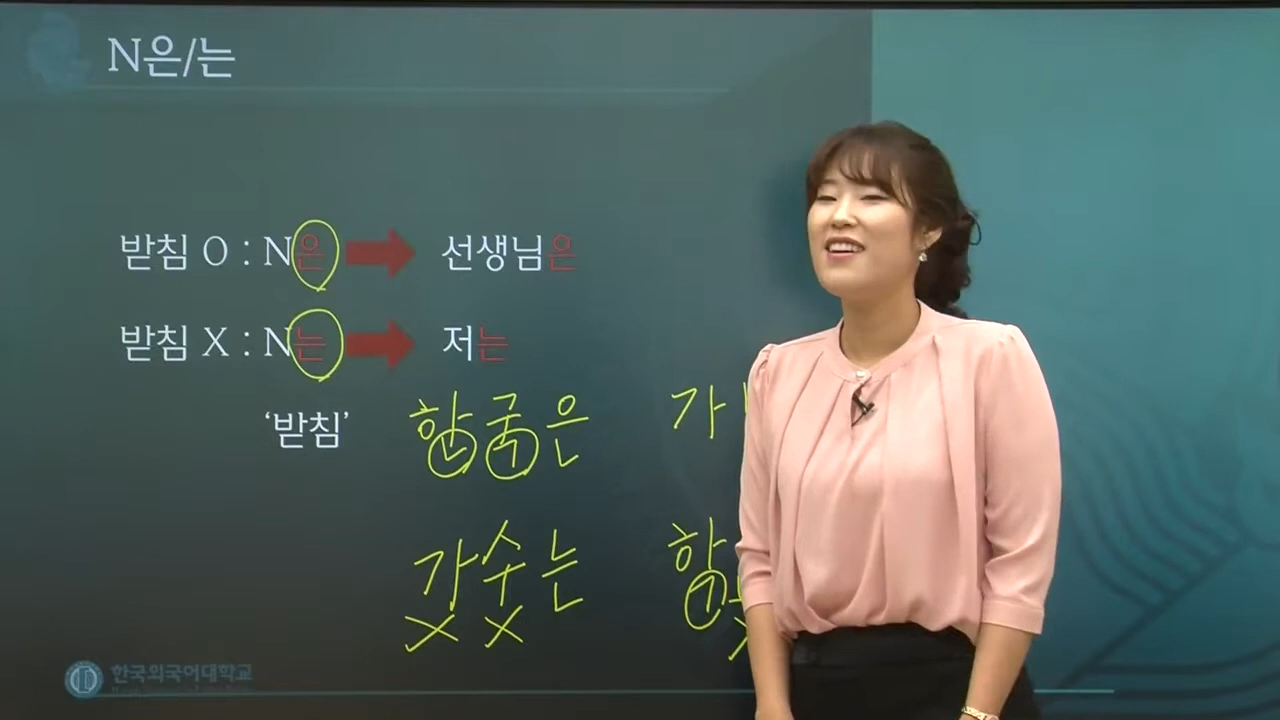 N은/는
받침 O : N은 선생님은
받침 X : N는 저는
'받침' 한국은 가
가수는 학
한국외국어대학교